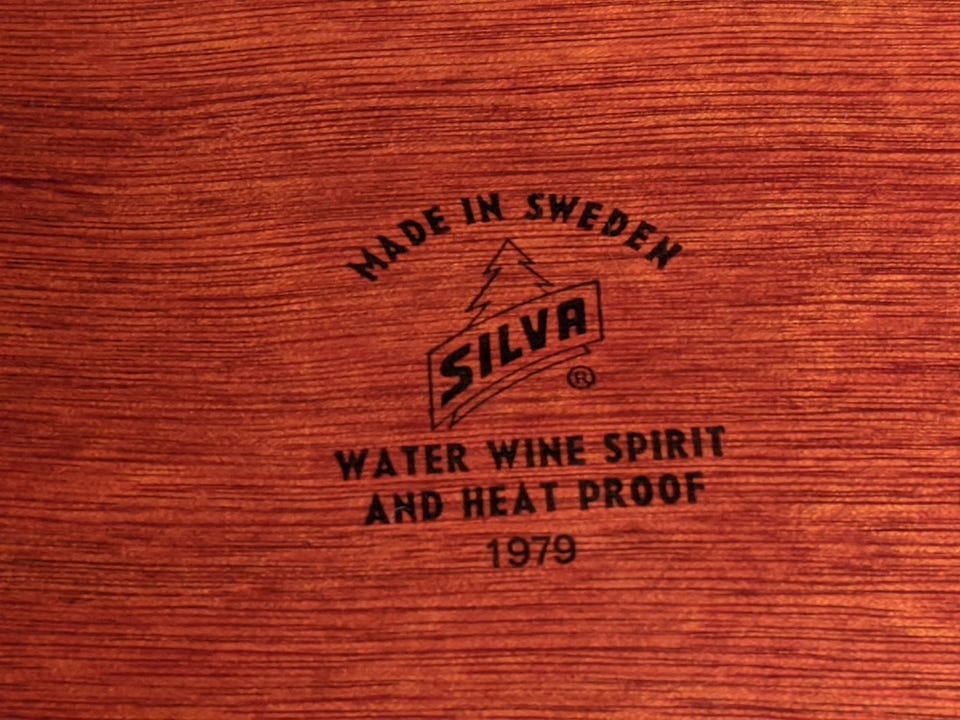 MADE IN SWEDEN
SILVA
®
WATER WINE SPIRIT
AND HEAT PROOF
1979